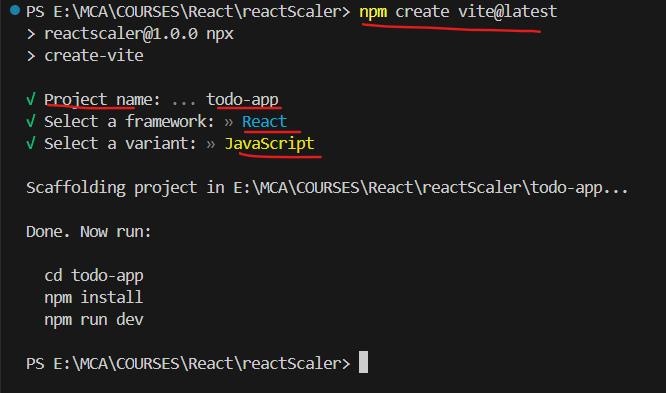 PS E:\MCA\COURSES\React\reactScaler> npm create vite@latest
> reactscaler@1.0.0 npx
> create-vite
√ Project name: ... todo-app
√ Select a framework: » React
√ Select a variant: » JavaScript
Scaffolding project in E:\MCA\COURSES\React\reactScaler\todo-app...
Done. Now run:
cd todo-app
npm install
npm run dev
PS E:\MCA\COURSES\React\reactScaler>